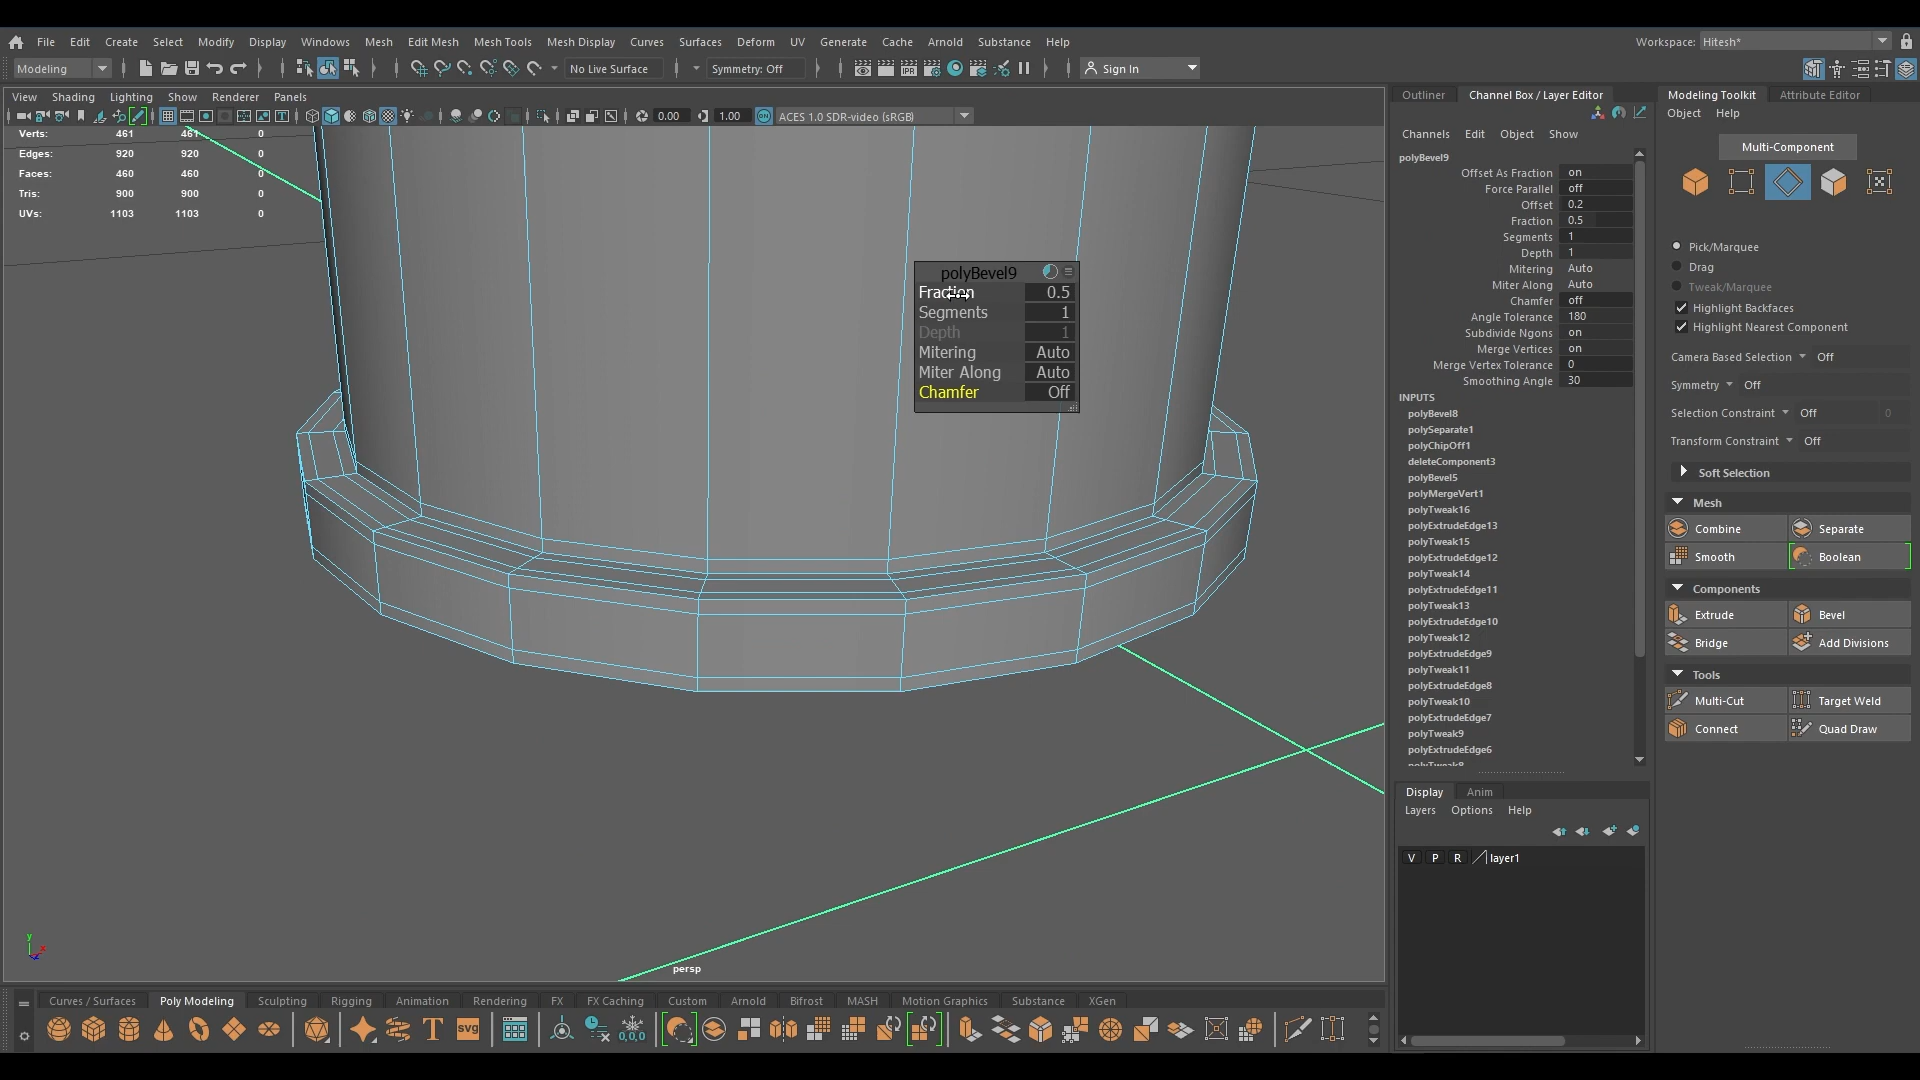 File Edit Create Select Modify Display Windows Mesh Edit Mesh Mesh Tools Mesh Display Curves Surfaces Deform UV Generate Cache Arnold Substance Help
Workspace: Hitesh*
Modeling
No Live Surface
Symmetry: Off
IPR
Sign In
View Shading Lighting Show Renderer Panels
0.00
1.00
ACES 1.0 SDR-video (sRGB)
Verts: 461 461 0
Edges: 920 920 0
Faces: 460 460 0
Tris: 900 900 0
UVs: 1103 1103 0
polyBevel9
Fraction 0.5
Segments 1
Depth 1
Mitering Auto
Miter Along Auto
Chamfer Off
y
x
persp
Outliner
Channel Box / Layer Editor
Channels Edit Object Show
polyBevel9
Offset As Fraction on
Force Parallel off
Offset 0.2
Fraction 0.5
Segments 1
Depth 1
Mitering Auto
Miter Along Auto
Chamfer off
Angle Tolerance 180
Subdivide Ngons on
Merge Vertices on
Merge Vertex Tolerance 0
Smoothing Angle 30
INPUTS
polyBevel8
polySeparate1
polyChipOff1
deleteComponent3
polyBevel5
polyMergeVert1
polyTweak16
polyExtrudeEdge13
polyTweak15
polyExtrudeEdge12
polyTweak14
polyExtrudeEdge11
polyTweak13
polyExtrudeEdge10
polyTweak12
polyExtrudeEdge9
polyTweak11
polyExtrudeEdge8
polyTweak10
polyExtrudeEdge7
polyTweak9
polyExtrudeEdge6
polyTweak8
Display Anim
Layers Options Help
V P R layer1
Modeling Toolkit
Attribute Editor
Object Help
Multi-Component
Pick/Marquee
Drag
Tweak/Marquee
Highlight Backfaces
Highlight Nearest Component
Camera Based Selection Off
Symmetry Off
Selection Constraint Off 0
Transform Constraint Off
Soft Selection
Mesh
Combine Separate
Smooth Boolean
Components
Extrude Bevel
Bridge Add Divisions
Tools
Multi-Cut Target Weld
Connect Quad Draw
Curves / Surfaces Poly Modeling Sculpting Rigging Animation Rendering FX FX Caching Custom Arnold Bifrost MASH Motion Graphics Substance XGen
T
svg
0,0,0